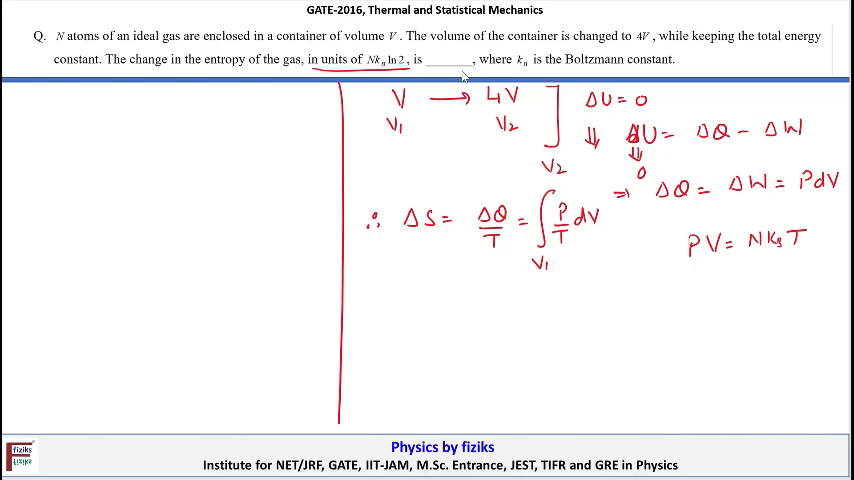 GATE-2016, Thermal and Statistical Mechanics
Q. N atoms of an ideal gas are enclosed in a container of volume V. The volume of the container is changed to 4V, while keeping the total energy
constant. The change in the entropy of the gas, in units of Nk_B ln 2, is ________, where k_B is the Boltzmann constant.
V → 4V ] ΔU = 0
V1 V2 ⇓ ΔU = ΔQ - ΔW
⇓
0
⇒ ΔQ = ΔW = PdV
∴ ΔS = ΔQ/T = ∫_{V1}^{V2} P/T dV
PV = Nk_B T
fiziks
Physics by fiziks
Institute for NET/JRF, GATE, IIT-JAM, M.Sc. Entrance, JEST, TIFR and GRE in Physics